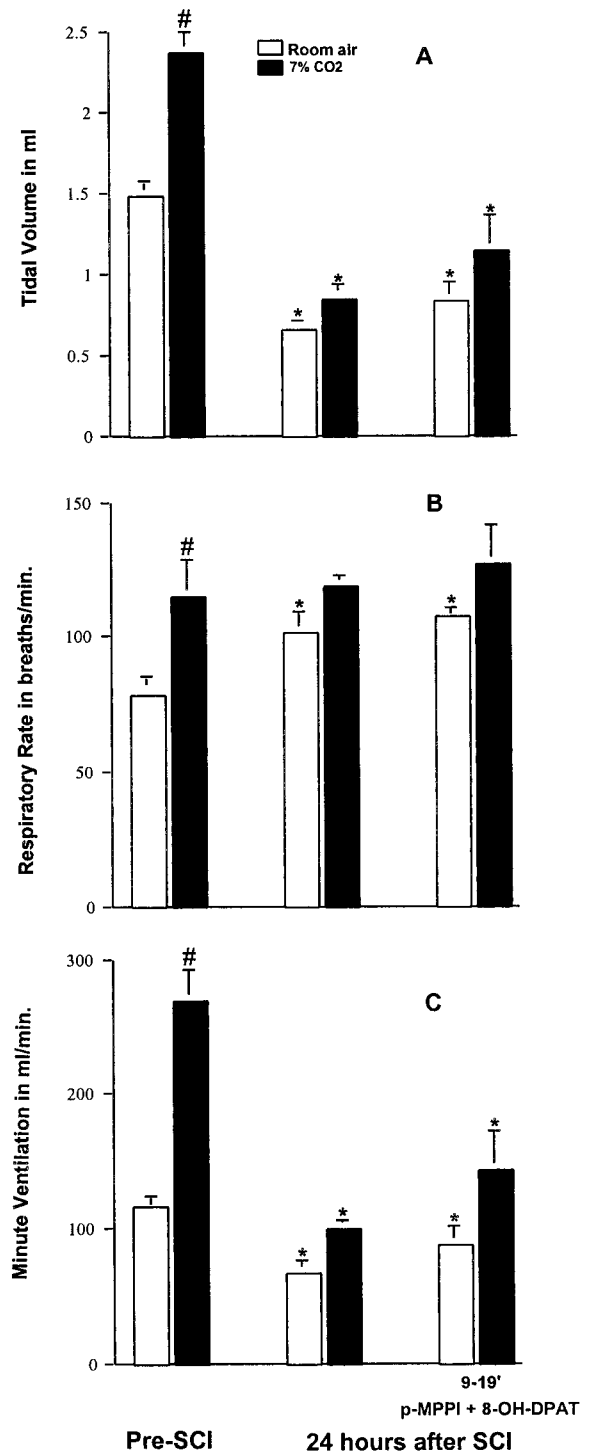 #
2.5
Room air
7% CO2
A
2
Tidal Volume in ml
1.5
*
1
*
*
*
0.5
0
150
B
#
Respiratory Rate in breaths/min.
*
*
100
50
0
300
#
C
Minute Ventilation in ml/min.
200
*
*
*
*
100
0
9-19'
p-MPPI + 8-OH-DPAT
Pre-SCI
24 hours after SCI